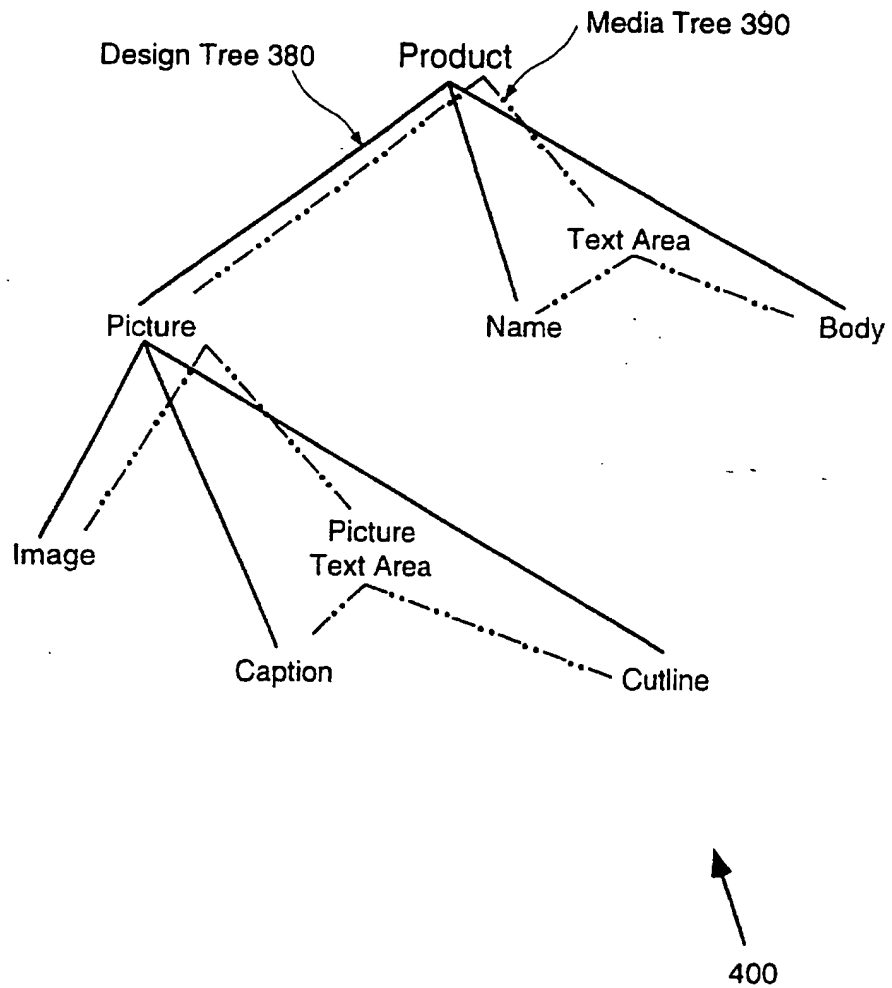 Media Tree 390
Design Tree 380
Product
Text Area
Picture
Name
Body
Picture
Text Area
Image
Caption
Cutline
400